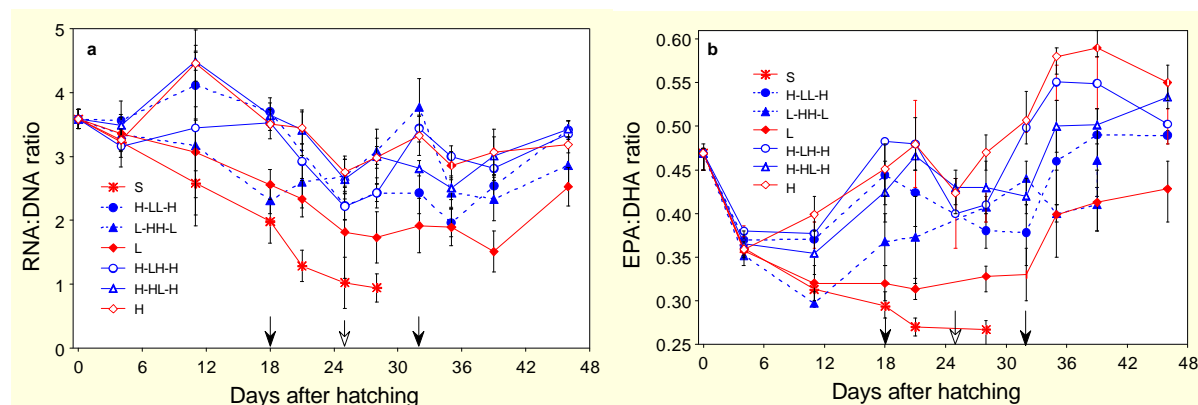 a
RNA:DNA ratio
5
4
3
2
1
0
S
H-LL-H
L-HH-L
L
H-LH-H
H-HL-H
H
0 6 12 18 24 30 36 42 48
Days after hatching
b
EPA:DHA ratio
0.60
0.55
0.50
0.45
0.40
0.35
0.30
0.25
S
H-LL-H
L-HH-L
L
H-LH-H
H-HL-H
H
0 6 12 18 24 30 36 42 48
Days after hatching